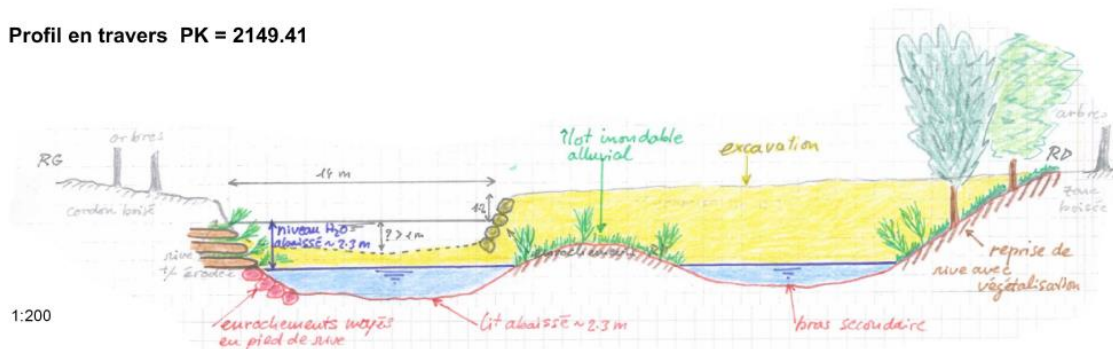 Profil en travers PK = 2149.41
arbres
RG
14 m
îlot inondable
alluvial
excavation
arbres
RD
cordon boisé
zone
boisée
niveau H₂O =
abaissé ~ 2.3 m
? > 2 m
enrochements
rive
+/- érodée
reprise de
rive avec
végétalisation
1:200
enrochements noyés
en pied de rive
lit abaissé ~ 2.3 m
bras secondaire